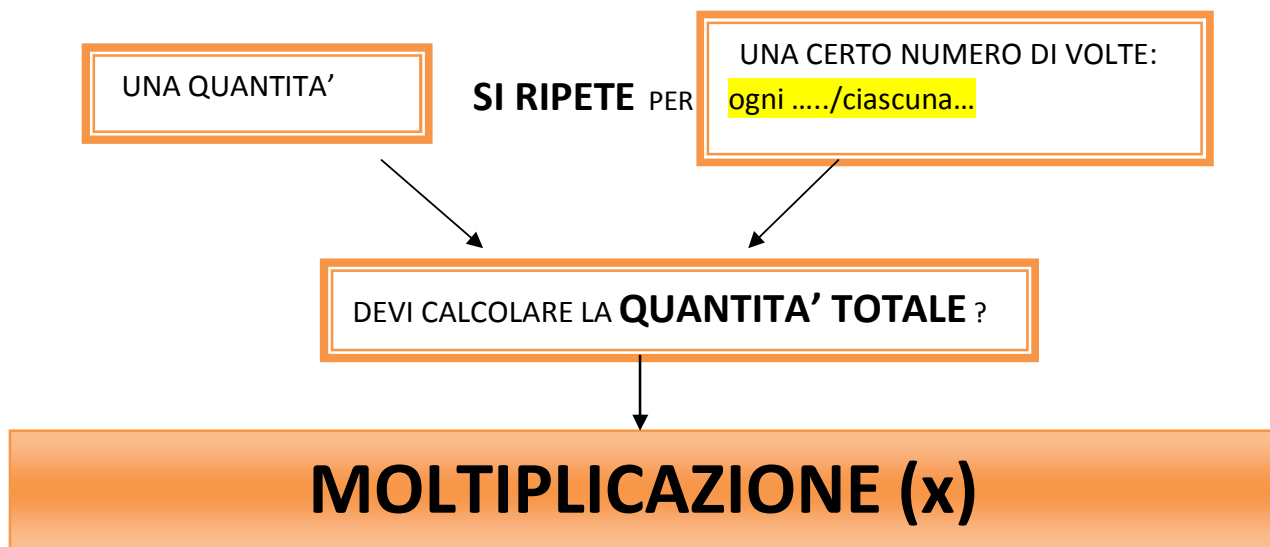 UNA QUANTITA’
SI RIPETE PER
UNA CERTO NUMERO DI VOLTE:
ogni …../ciascuna…
DEVI CALCOLARE LA QUANTITA’ TOTALE ?
MOLTIPLICAZIONE (x)